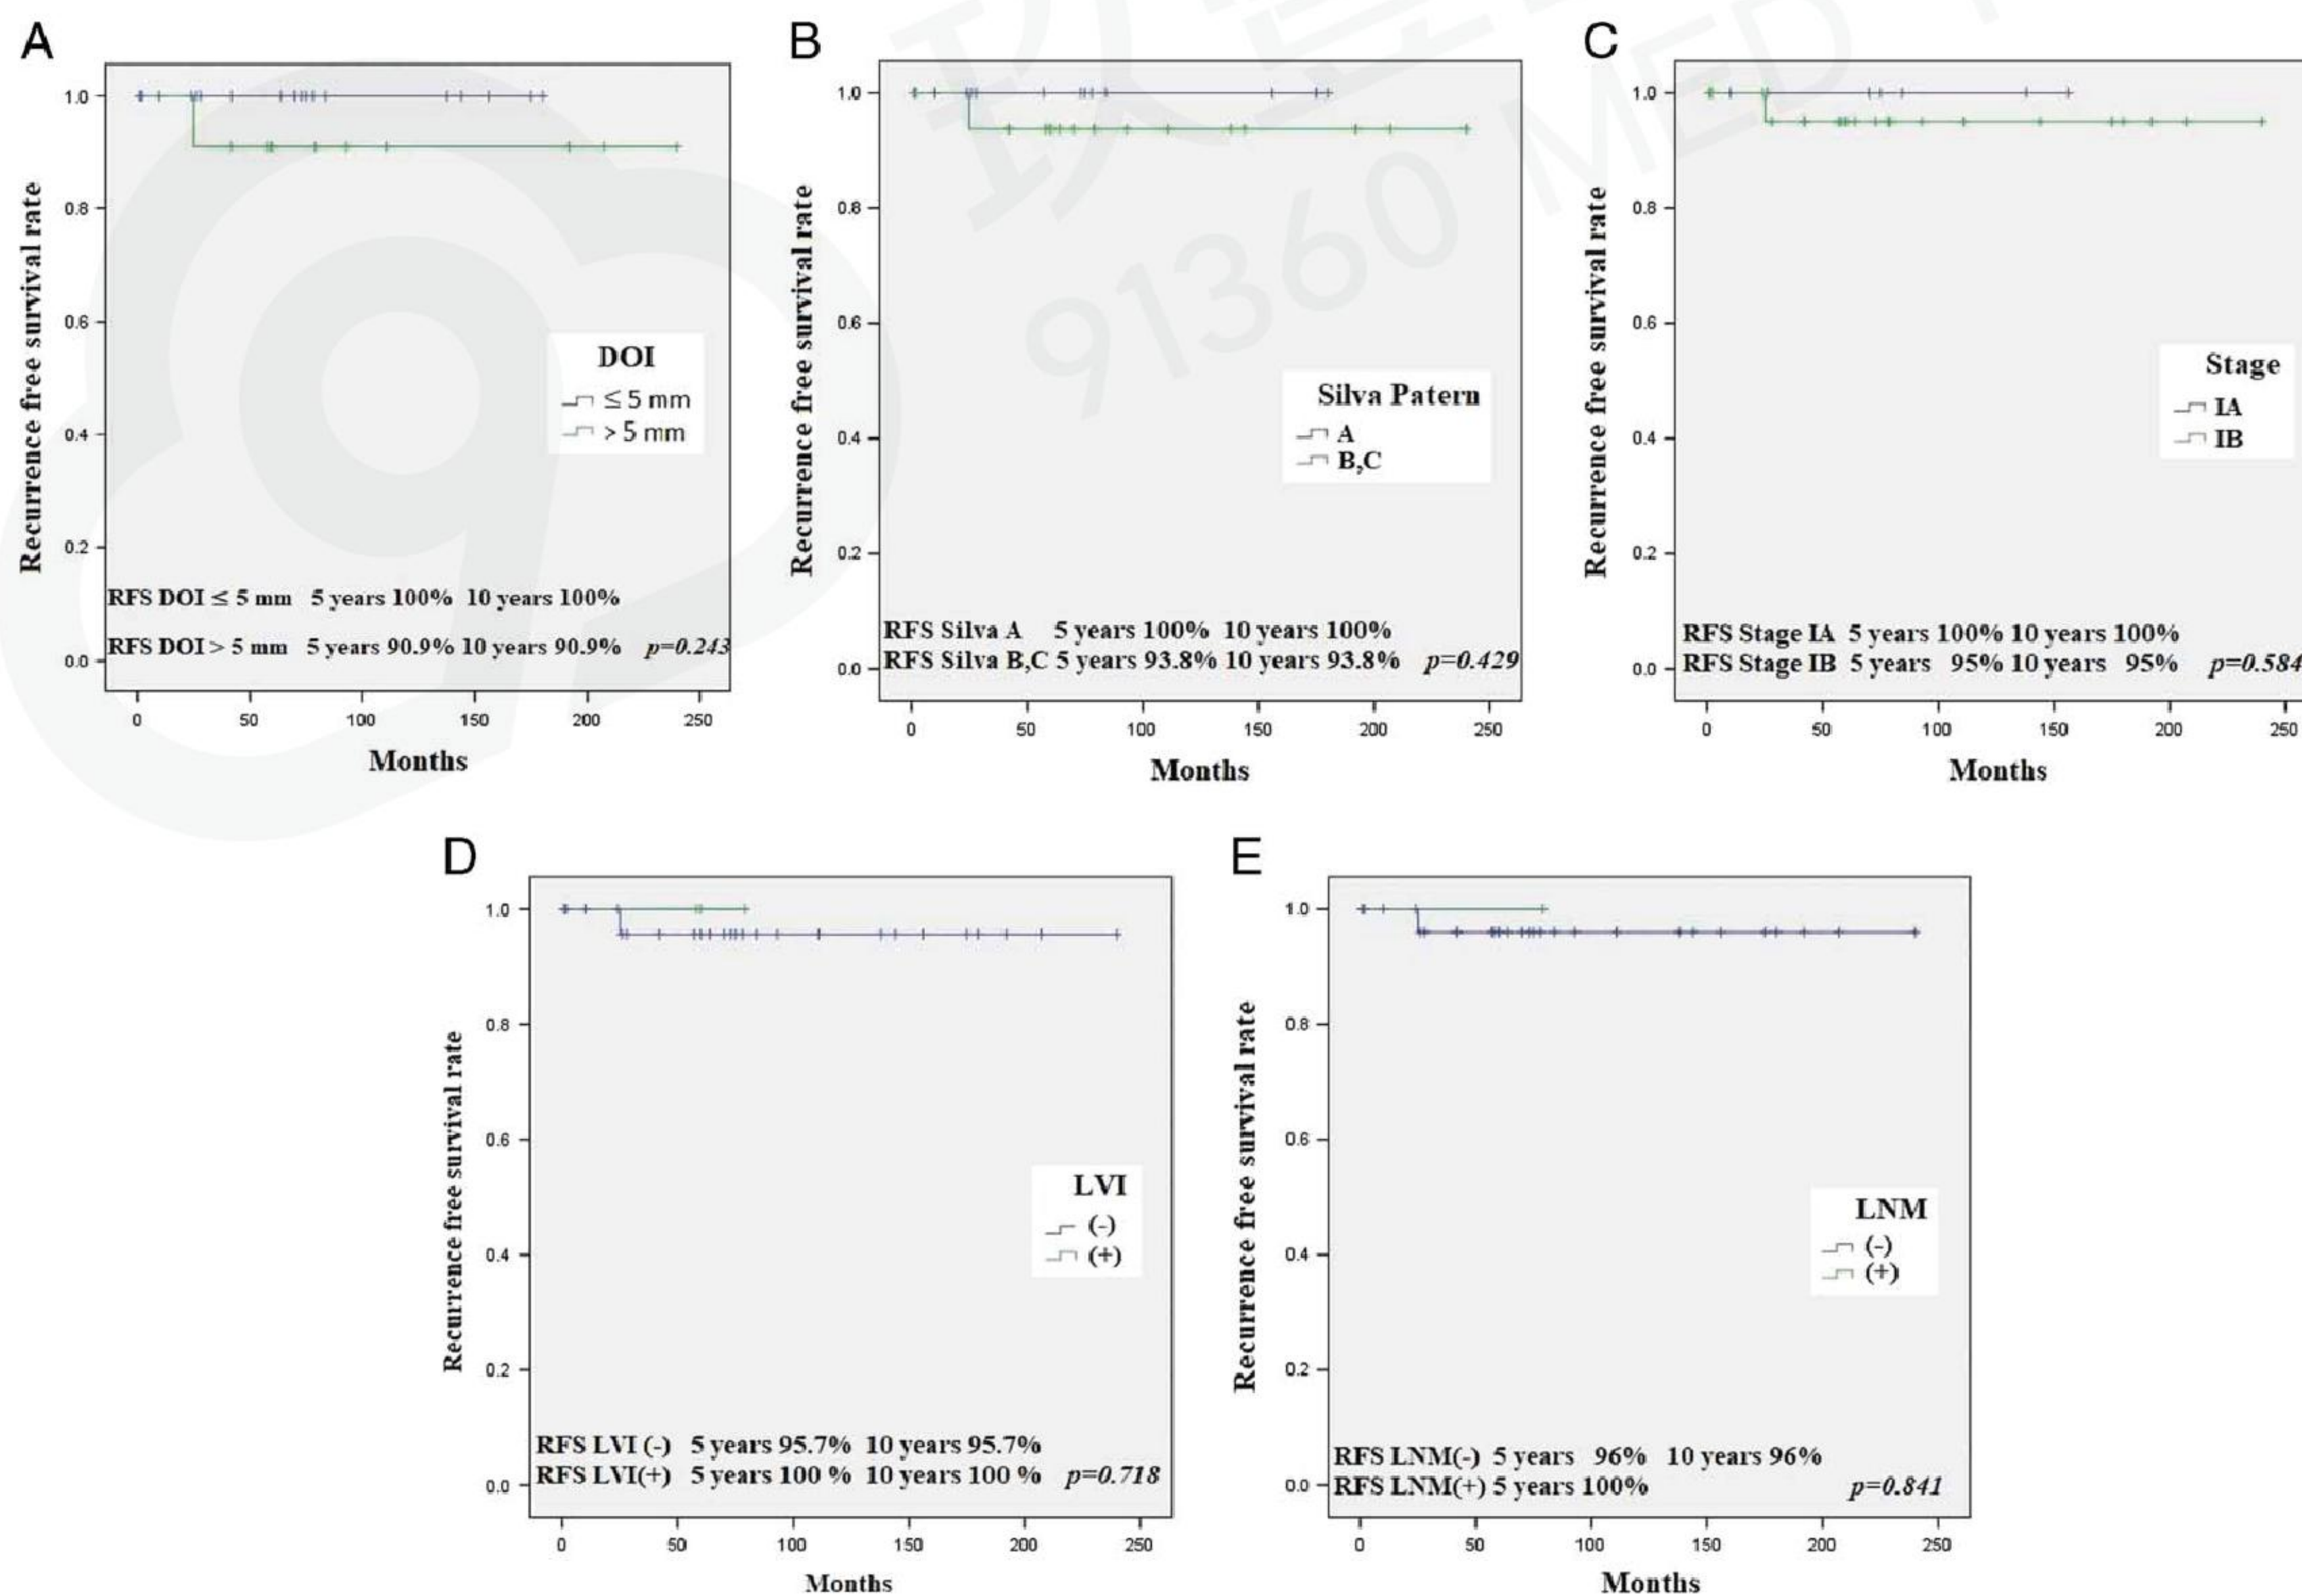 A
Recurrence free survival rate
1.0
0.8
0.6
0.4
0.2
0.0
DOI
≤ 5 mm
> 5 mm
RFS DOI ≤ 5 mm 5 years 100% 10 years 100%
RFS DOI > 5 mm 5 years 90.9% 10 years 90.9% p=0.243
0 50 100 150 200 250
Months
B
Recurrence free survival rate
1.0
0.8
0.6
0.4
0.2
0.0
Silva Patern
A
B,C
RFS Silva A 5 years 100% 10 years 100%
RFS Silva B,C 5 years 93.8% 10 years 93.8% p=0.429
0 50 100 150 200 250
Months
C
Recurrence free survival rate
1.0
0.8
0.6
0.4
0.2
0.0
Stage
IA
IB
RFS Stage IA 5 years 100% 10 years 100%
RFS Stage IB 5 years 95% 10 years 95% p=0.584
0 50 100 150 200 250
Months
D
Recurrence free survival rate
1.0
0.8
0.6
0.4
0.2
0.0
LVI
(-)
(+)
RFS LVI (-) 5 years 95.7% 10 years 95.7%
RFS LVI(+) 5 years 100 % 10 years 100 % p=0.718
0 50 100 150 200 250
Months
E
Recurrence free survival rate
1.0
0.8
0.6
0.4
0.2
0.0
LNM
(-)
(+)
RFS LNM(-) 5 years 96% 10 years 96%
RFS LNM(+) 5 years 100%
p=0.841
0 50 100 150 200 250
Months
91360 MED